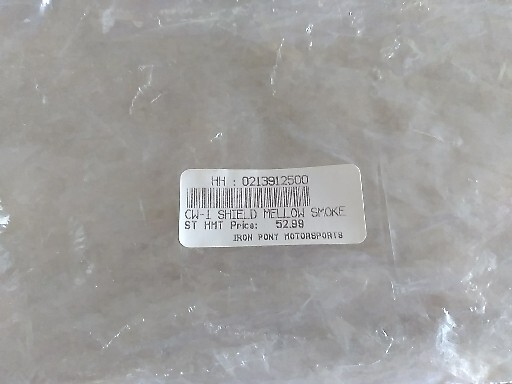 HH : 0213912500
CW-1 SHIELD MELLOW SMOKE
ST HMT Price: 52.99
IRON PONY MOTORSPORTS